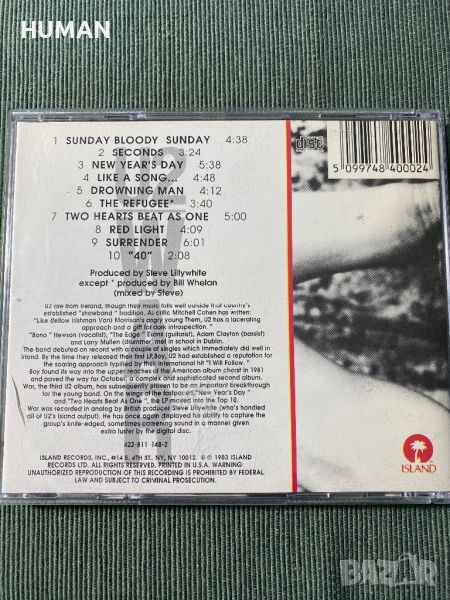 HUMAN
1 SUNDAY BLOODY SUNDAY 4:38
2 SECONDS 3:24
3 NEW YEAR'S DAY 5:38
4 LIKE A SONG... 4:48
5 DROWNING MAN 4:12
6 THE REFUGEE* 3:40
7 TWO HEARTS BEAT AS ONE 5:00
8 RED LIGHT 4:09
9 SURRENDER 6:01
10 "40" 2:08
Produced by Steve Lillywhite
except * produced by Bill Whelan
(mixed by Steve)
U2 are from Ireland, though their music falls well outside that country's
established "showband" tradition. As critic Mitchell Cohen has written:
"Like (fellow Irishman Van) Morrison's angry young Them, U2 has a lacerating
approach and a gift for dark introspection."
"Bono" Hewson (vocalist), "The Edge" Evans (guitarist), Adam Clayton (bassist)
and Larry Mullen (drummer) met in school in Dublin.
The band debuted on record with a couple of singles which immediately did well in
Ireland. By the time they released their first LP, Boy, U2 had established a reputation for
the soaring approach typified by their international hit "I Will Follow."
Boy found its way into the upper reaches of the American album charet in 1981
and paved the way for October, a complex and sophisticated second album.
War, the third U2 album, has subsequently proven to be an important breakthrough
for the young band. On the wings of the fast paced "New Year's Day"
and "Two Hearts Beat As One", the LP moved into the Top 10.
War was recorded in analog by British producer Steve Lillywhite (who's handled
all of U2's Island output). He has once again displayed his ability to capture the
group's knife-edged, sometimes careening sound in a manner given
extra lustre by the digital disc.
422-811 148-2
ISLAND RECORDS, INC., 14 E. 4TH ST., NY, NY 10012. ℗ © 1983 ISLAND
RECORDS LTD. ALL RIGHTS RESERVED. PRINTED IN U.S.A. WARNING:
UNAUTHORIZED REPRODUCTION OF THIS RECORDING IS PROHIBITED BY FEDERAL
LAW AND SUBJECT TO CRIMINAL PROSECUTION.
disc
5 099748 400024
ISLAND
BAZAR